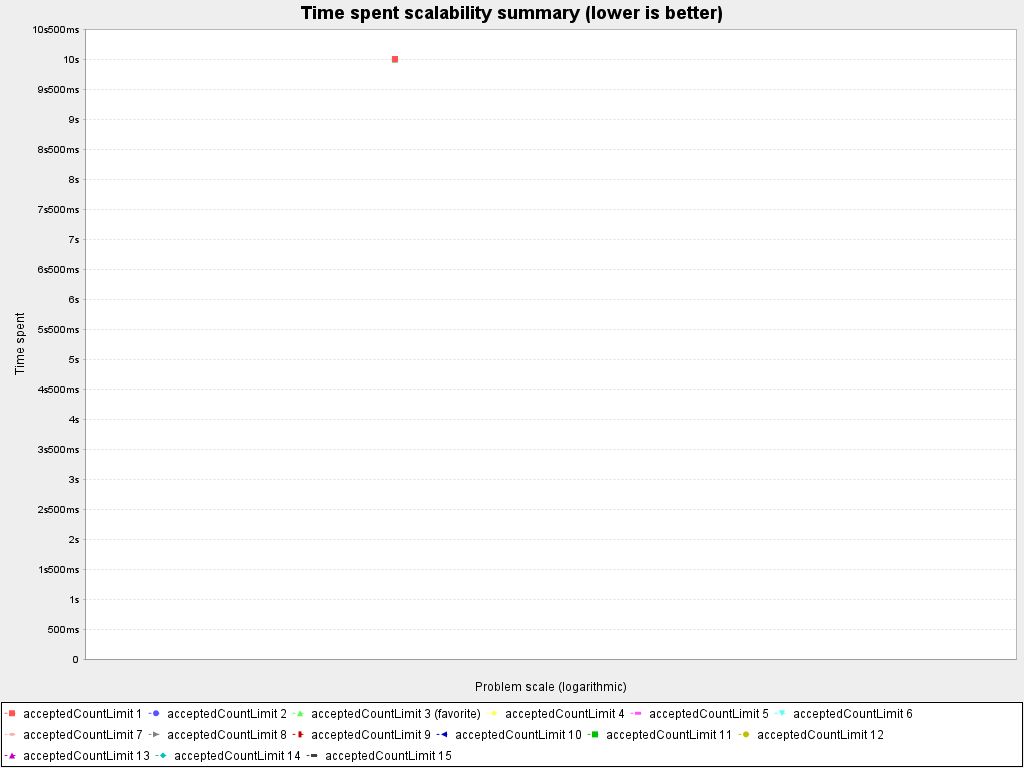 Time spent scalability summary (lower is better)
10s500ms
10s
9s500ms
9s
8s500ms
8s
7s500ms
7s
6s500ms
6s
5s500ms
5s
4s500ms
4s
3s500ms
3s
2s500ms
2s
1s500ms
1s
500ms
0
Time spent
Problem scale (logarithmic)
acceptedCountLimit 1 acceptedCountLimit 2 acceptedCountLimit 3 (favorite) acceptedCountLimit 4 acceptedCountLimit 5 acceptedCountLimit 6
acceptedCountLimit 7 acceptedCountLimit 8 acceptedCountLimit 9 acceptedCountLimit 10 acceptedCountLimit 11 acceptedCountLimit 12
acceptedCountLimit 13 acceptedCountLimit 14 acceptedCountLimit 15